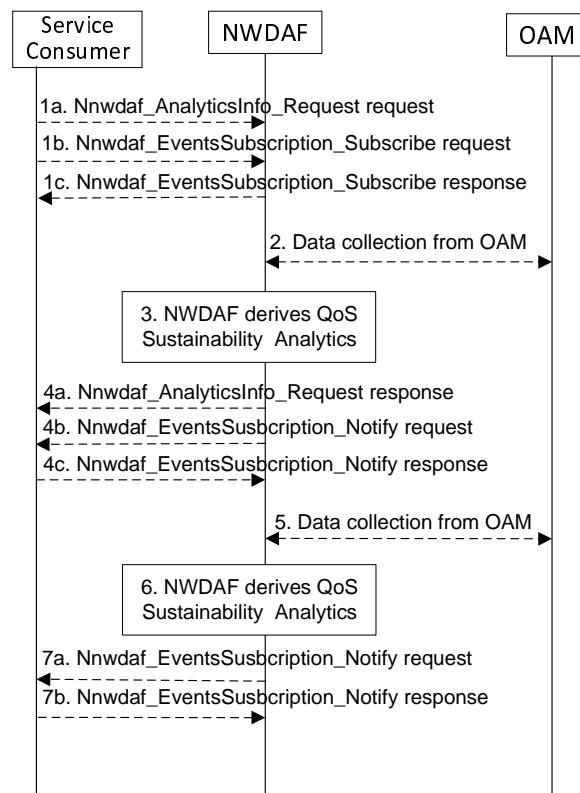 Service
Consumer
NWDAF
OAM
1a. Nnwdaf_AnalyticsInfo_Request request
1b. Nnwdaf_EventsSubscription_Subscribe request
1c. Nnwdaf_EventsSubscription_Subscribe response
2. Data collection from OAM
3. NWDAF derives QoS
Sustainability Analytics
4a. Nnwdaf_AnalyticsInfo_Request response
4b. Nnwdaf_EventsSusbcription_Notify request
4c. Nnwdaf_EventsSusbcription_Notify response
5. Data collection from OAM
6. NWDAF derives QoS
Sustainability Analytics
7a. Nnwdaf_EventsSusbcription_Notify request
7b. Nnwdaf_EventsSusbcription_Notify response